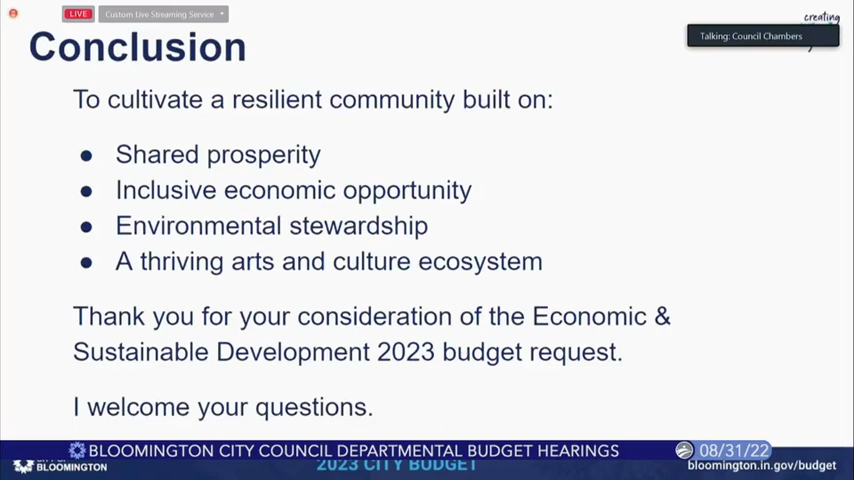 LIVE
Custom Live Streaming Service
creating
Talking: Council Chambers
Conclusion
To cultivate a resilient community built on:
● Shared prosperity
● Inclusive economic opportunity
● Environmental stewardship
● A thriving arts and culture ecosystem
Thank you for your consideration of the Economic &
Sustainable Development 2023 budget request.
I welcome your questions.
BLOOMINGTON CITY COUNCIL DEPARTMENTAL BUDGET HEARINGS
08/31/22
BLOOMINGTON
2023 CITY BUDGET
bloomington.in.gov/budget